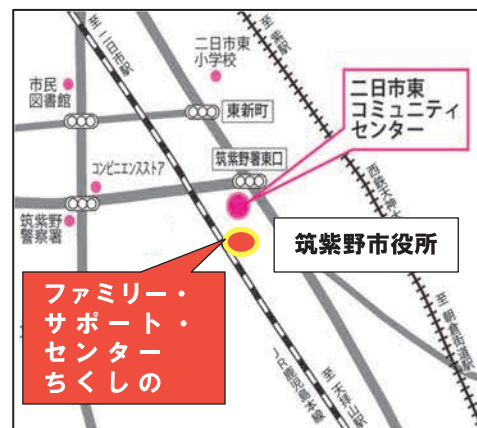 至二日市駅
至紫駅
二日市東
小学校
市民
図書館
東新町
二日市東
コミュニティ
センター
コンビニエンスストア
筑紫野署東口
筑紫野
警察署
西鉄天神大
筑紫野市役所
ファミリー・
サポート・
センター
ちくしの
JR鹿児島本線
至天拝山駅
至朝倉街道駅